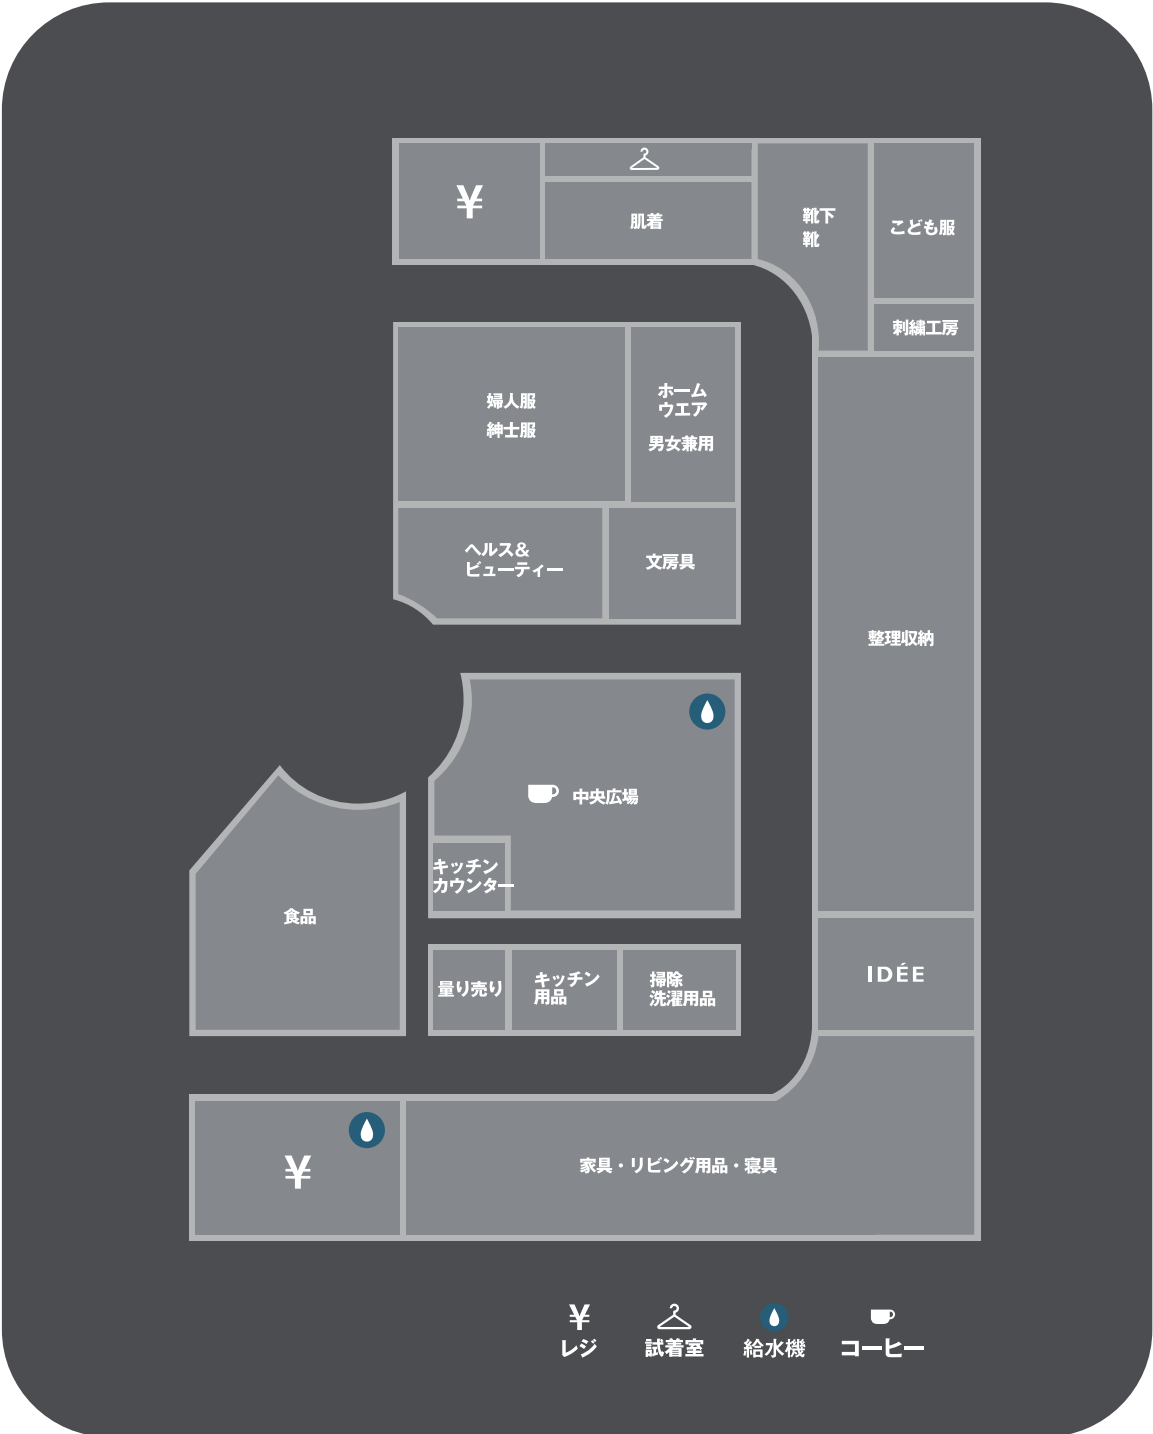 ¥
肌着
靴下
靴
こども服
刺繍工房
婦人服
紳士服
ホーム
ウエア
男女兼用
ヘルス＆
ビューティー
文房具
整理収納
中央広場
キッチン
カウンター
食品
量り売り
キッチン
用品
掃除
洗濯用品
IDÉE
¥
家具・リビング用品・寝具
¥
レジ
試着室
給水機
コーヒー